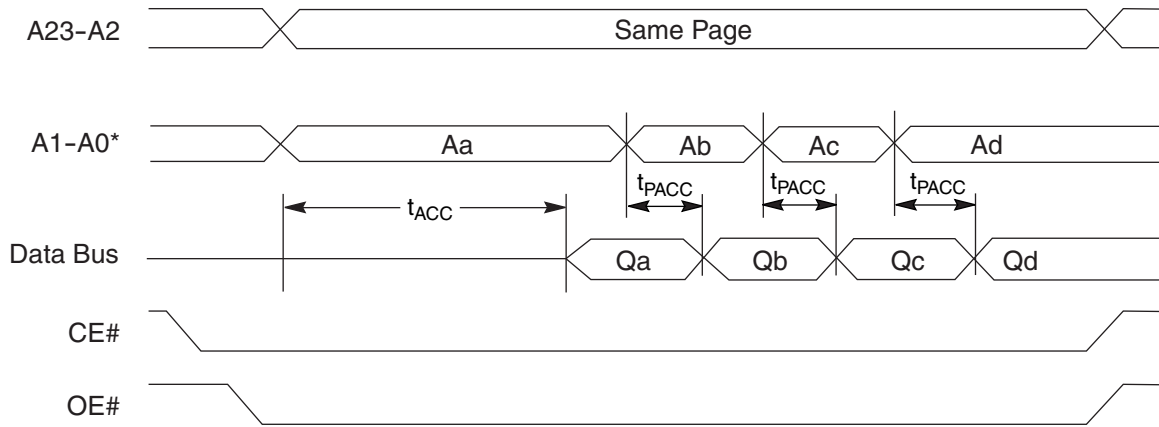 A23-A2
Same Page
A1-A0*
Aa
Ab
Ac
Ad
tPACC
tPACC
tPACC
tACC
Data Bus
Qa
Qb
Qc
Qd
CE#
OE#